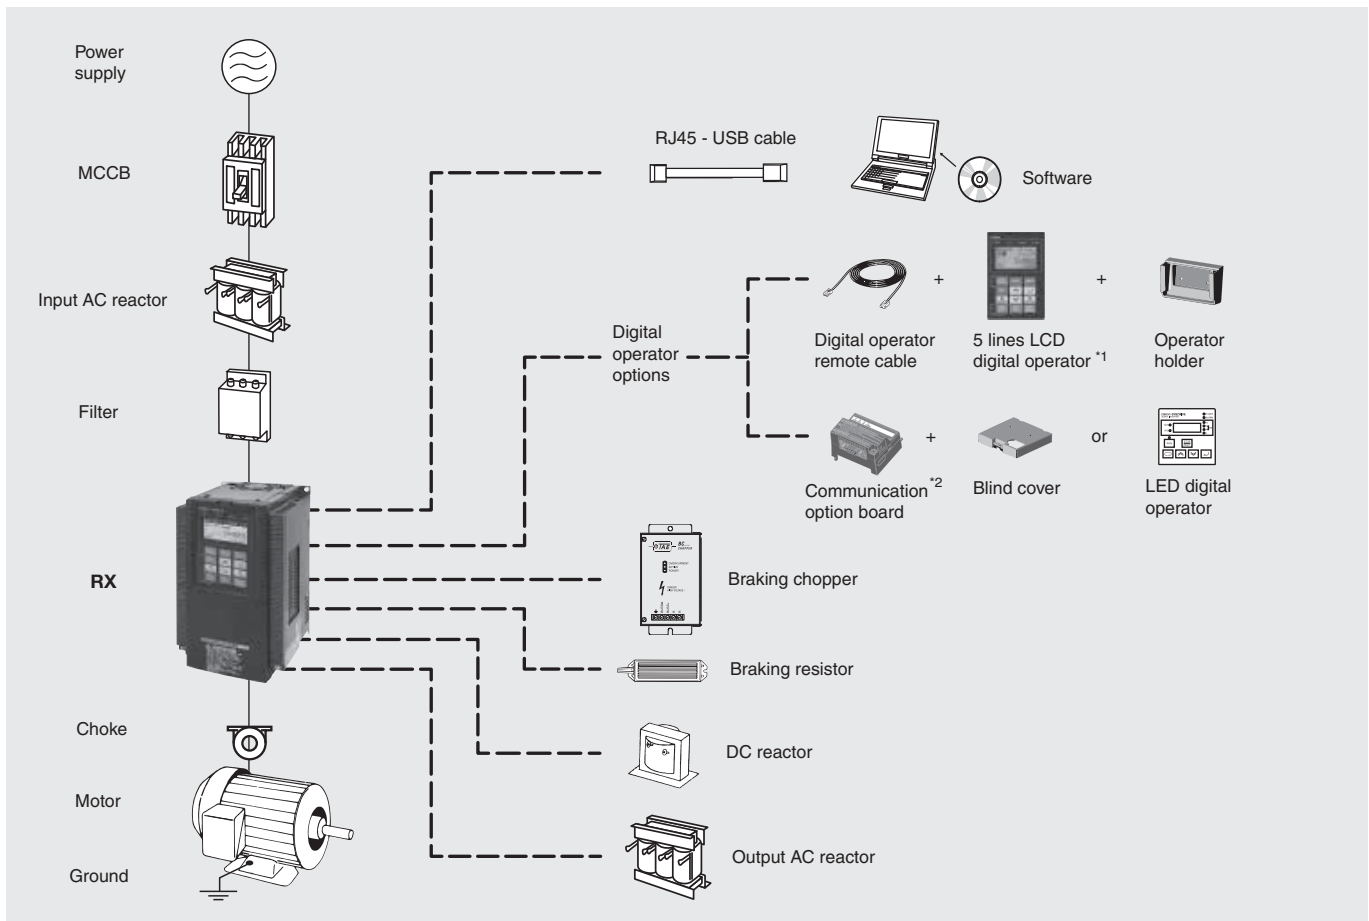 Power
supply
MCCB
Input AC reactor
Filter
RX
Choke
Motor
Ground
RJ45 - USB cable
Software
Digital
operator
options
Digital operator
remote cable
+
5 lines LCD
digital operator *1
+
Operator
holder
Communication *2
option board
+
Blind cover
or
LED digital
operator
Braking chopper
Braking resistor
DC reactor
Output AC reactor